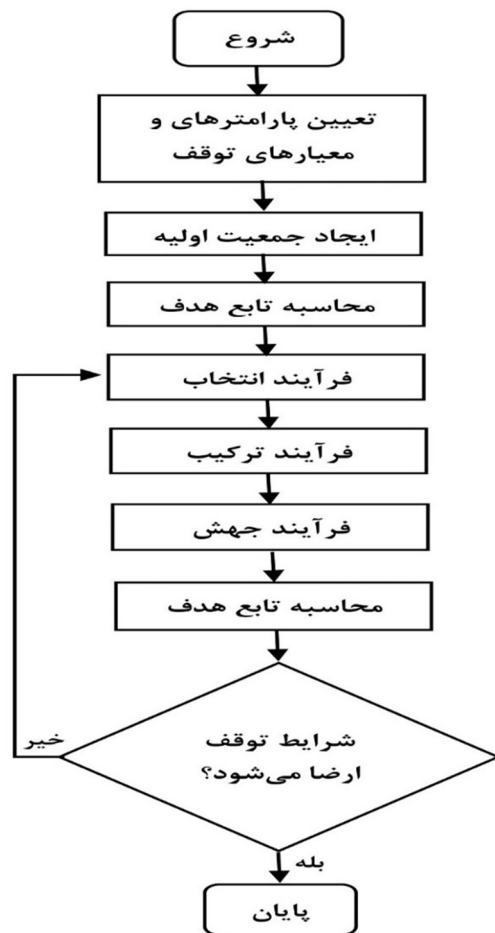 شروع
تعیین پارامترهای و
معیارهای توقف
ایجاد جمعیت اولیه
محاسبه تابع هدف
فرآیند انتخاب
فرآیند ترکیب
فرآیند جهش
محاسبه تابع هدف
شرایط توقف
ارضا می‌شود؟
خیر
بله
پایان